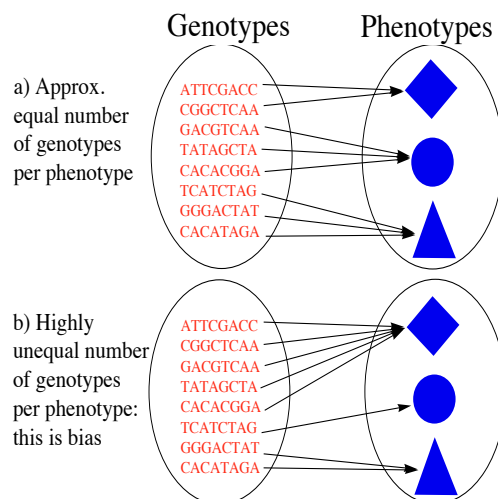 Genotypes
Phenotypes
a) Approx.
equal number
of genotypes
per phenotype
ATTCGACC
CGGCTCAA
GACGTCAA
TATAGCTA
CACACGGA
TCATCTAG
GGGACTAT
CACATAGA
b) Highly
unequal number
of genotypes
per phenotype:
this is bias
ATTCGACC
CGGCTCAA
GACGTCAA
TATAGCTA
CACACGGA
TCATCTAG
GGGACTAT
CACATAGA